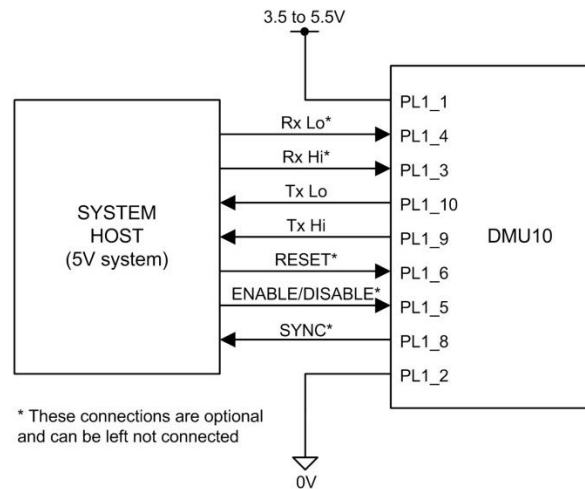 3.5 to 5.5V
PL1_1
Rx Lo*
PL1_4
Rx Hi*
PL1_3
Tx Lo
PL1_10
SYSTEM
HOST
(5V system)
Tx Hi
PL1_9
DMU10
RESET*
PL1_6
ENABLE/DISABLE*
PL1_5
SYNC*
PL1_8
PL1_2
* These connections are optional
and can be left not connected
0V